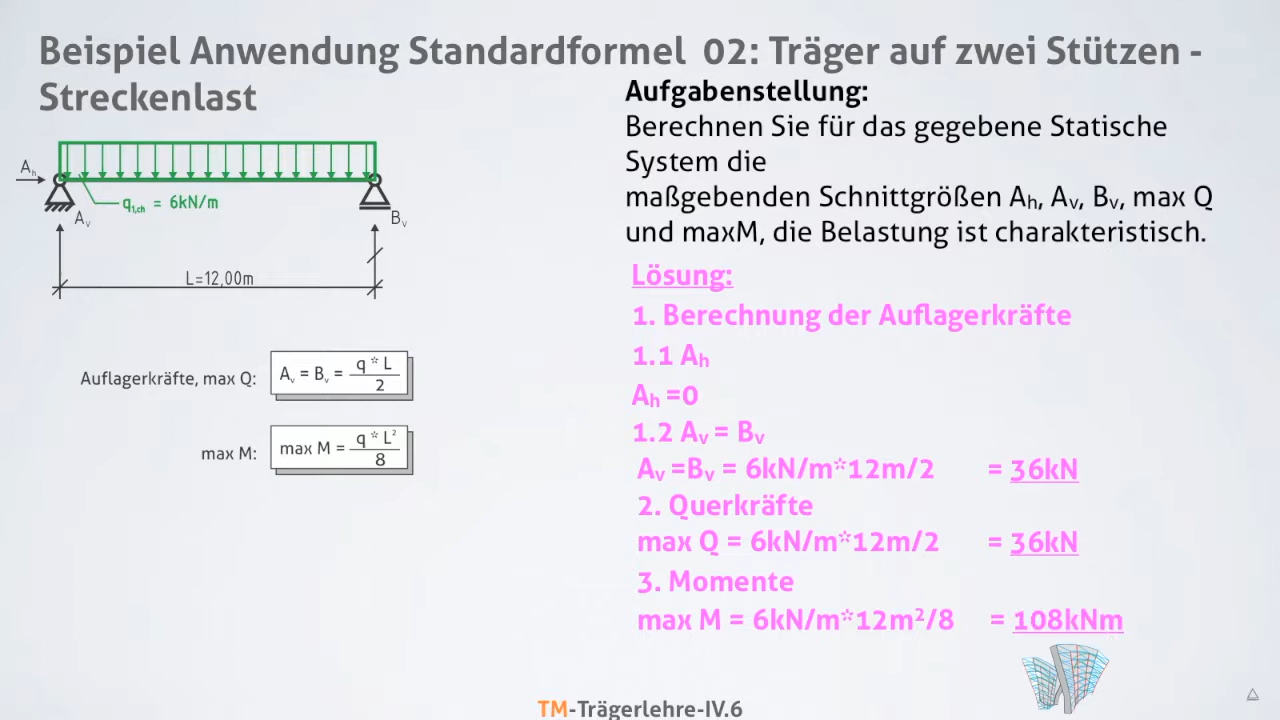 Beispiel Anwendung Standardformel 02: Träger auf zwei Stützen -
Streckenlast
Aufgabenstellung:
Berechnen Sie für das gegebene Statische
System die
maßgebenden Schnittgrößen Aₕ, Aᵥ, Bᵥ, max Q
und maxM, die Belastung ist charakteristisch.
Aₕ
q₁,ch = 6kN/m
Aᵥ
Bᵥ
L=12,00m
Auflagerkräfte, max Q: Aᵥ = Bᵥ = q * L / 2
max M: max M = q * L² / 8
Lösung:
1. Berechnung der Auflagerkräfte
1.1 Aₕ
Aₕ =0
1.2 Aᵥ = Bᵥ
Aᵥ =Bᵥ = 6kN/m*12m/2 = 36kN
2. Querkräfte
max Q = 6kN/m*12m/2 = 36kN
3. Momente
max M = 6kN/m*12m²/8 = 108kNm
TM-Trägerlehre-IV.6